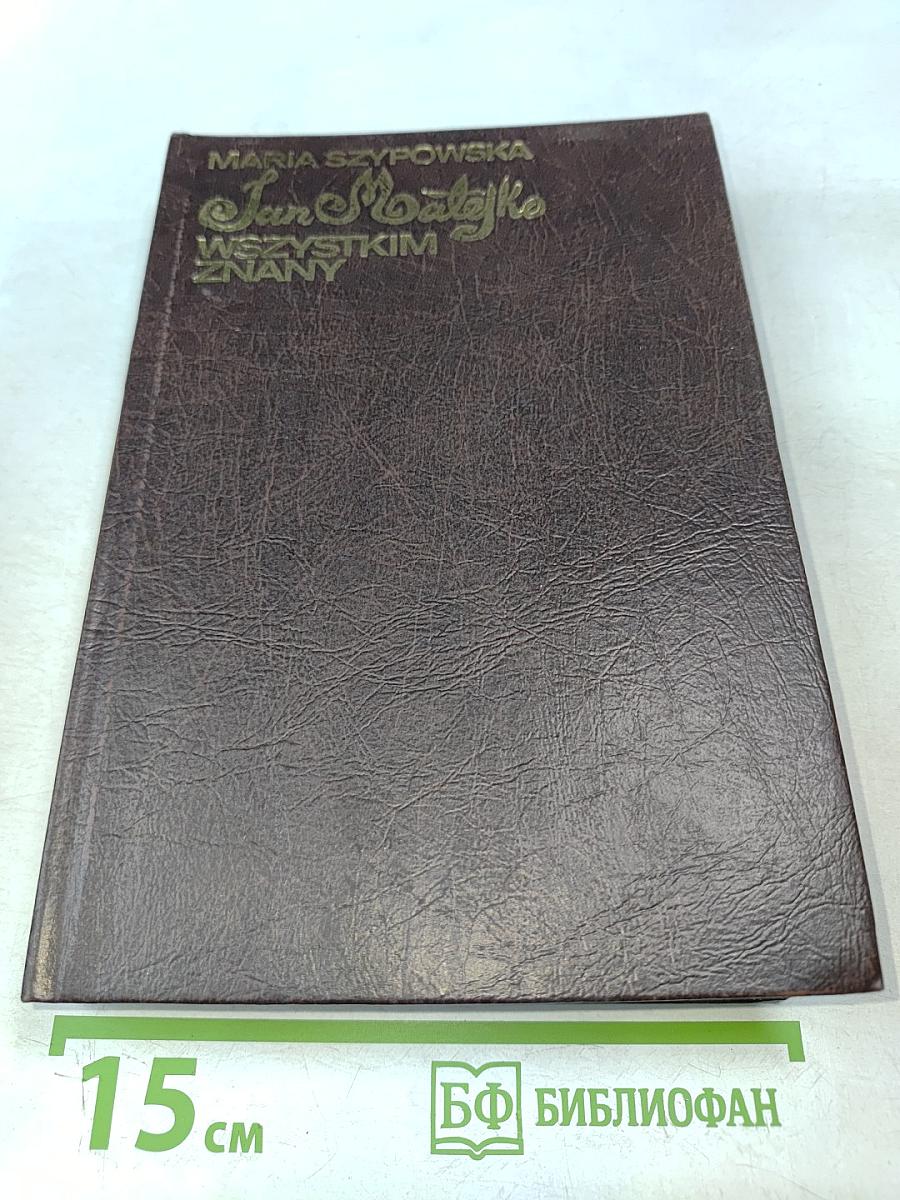 MARIA SZYPOWSKA
Jan Matejko
WSZYSTKIM
ZNANY
15 см
БФ БИБЛИОФАН